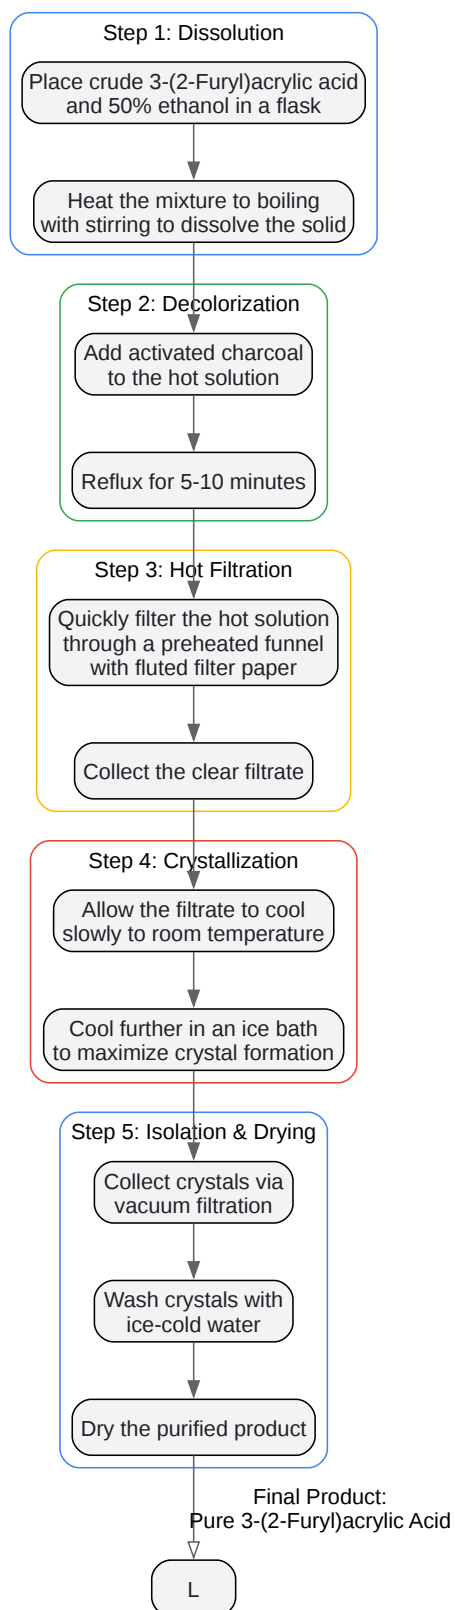 Step 1: Dissolution
Place crude 3-(2-Furyl)acrylic acid
and 50% ethanol in a flask
Heat the mixture to boiling
with stirring to dissolve the solid
Step 2: Decolorization
Add activated charcoal
to the hot solution
Reflux for 5-10 minutes
Step 3: Hot Filtration
Quickly filter the hot solution
through a preheated funnel
with fluted filter paper
Collect the clear filtrate
Step 4: Crystallization
Allow the filtrate to cool
slowly to room temperature
Cool further in an ice bath
to maximize crystal formation
Step 5: Isolation & Drying
Collect crystals via
vacuum filtration
Wash crystals with
ice-cold water
Dry the purified product
Final Product:
Pure 3-(2-Furyl)acrylic Acid
L